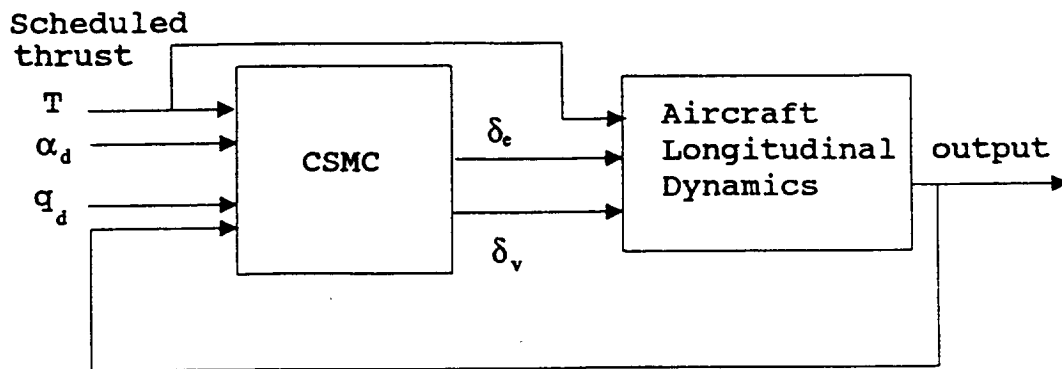 Scheduled
thrust
T
α_d
q_d
CSMC
δ_e
δ_v
Aircraft
Longitudinal
Dynamics
output